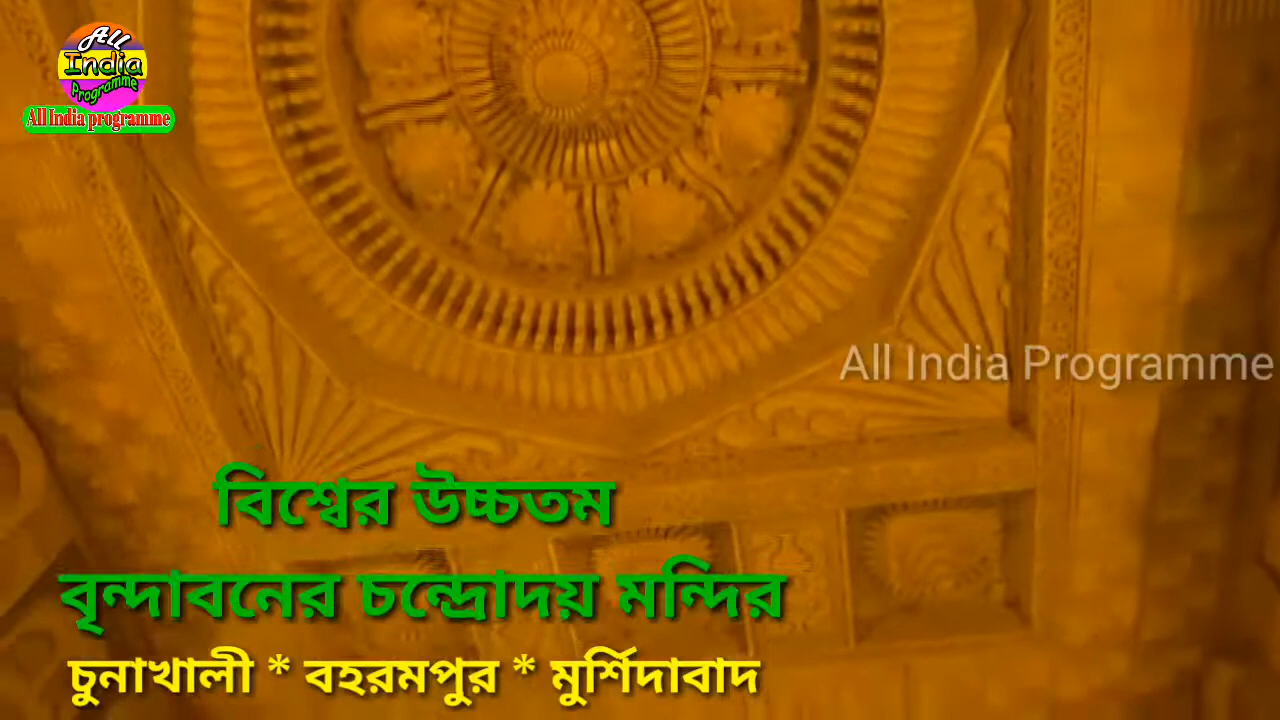 All
India
Programme
All India programme
All India Programme
বিশ্বের উচ্চতম
বৃন্দাবনের চন্দ্রোদয় মন্দির
চুনাখালী * বহরমপুর * মুর্শিদাবাদ